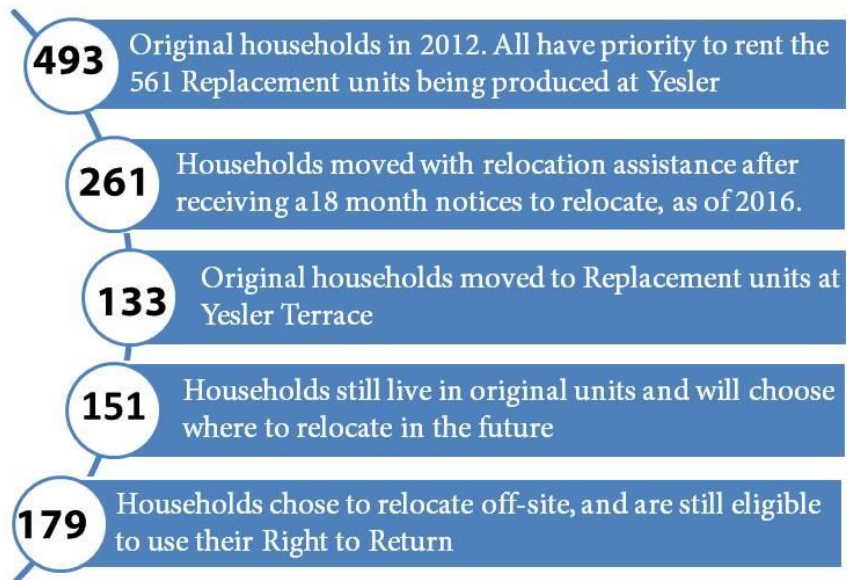 493
Original households in 2012. All have priority to rent the
561 Replacement units being produced at Yesler
261
Households moved with relocation assistance after
receiving a18 month notices to relocate, as of 2016.
133
Original households moved to Replacement units at
Yesler Terrace
151
Households still live in original units and will choose
where to relocate in the future
179
Households chose to relocate off-site, and are still eligible
to use their Right to Return